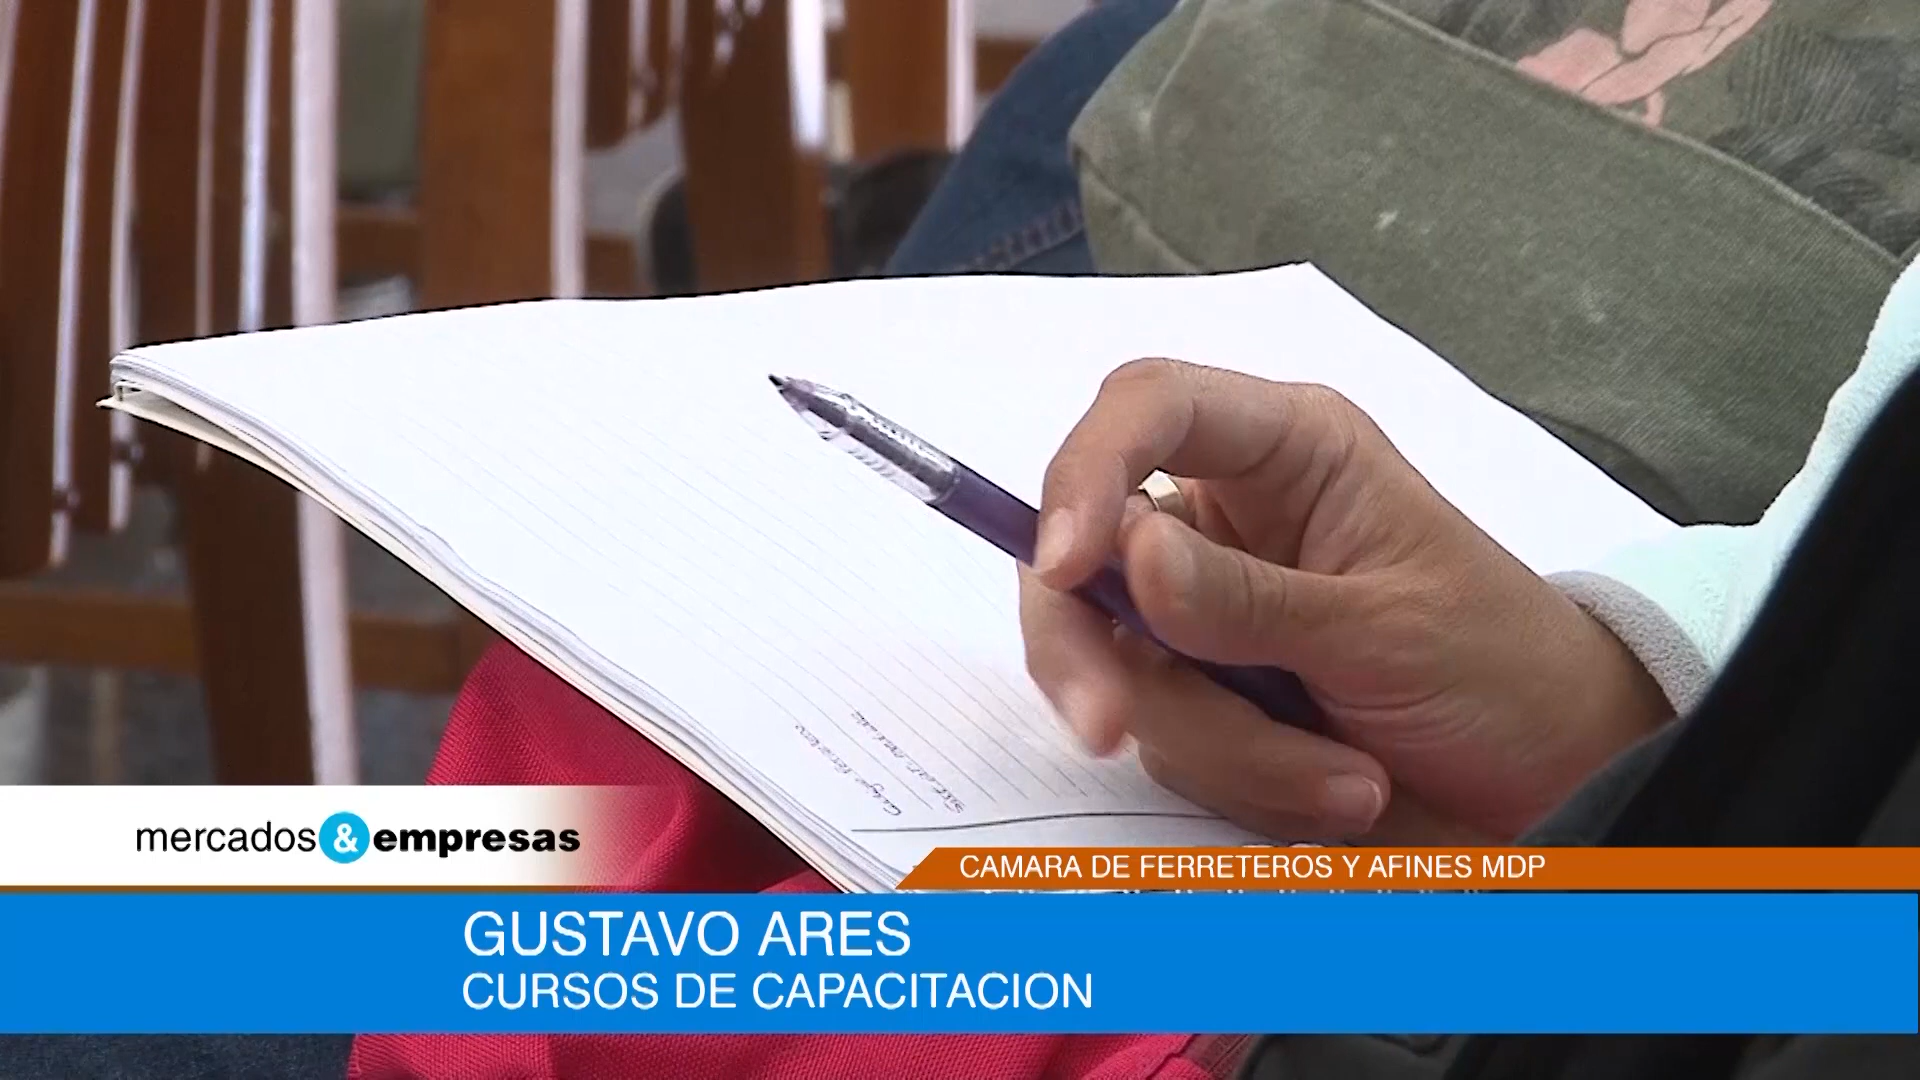 mercados&empresas
CAMARA DE FERRETEROS Y AFINES MDP
GUSTAVO ARES
CURSOS DE CAPACITACION